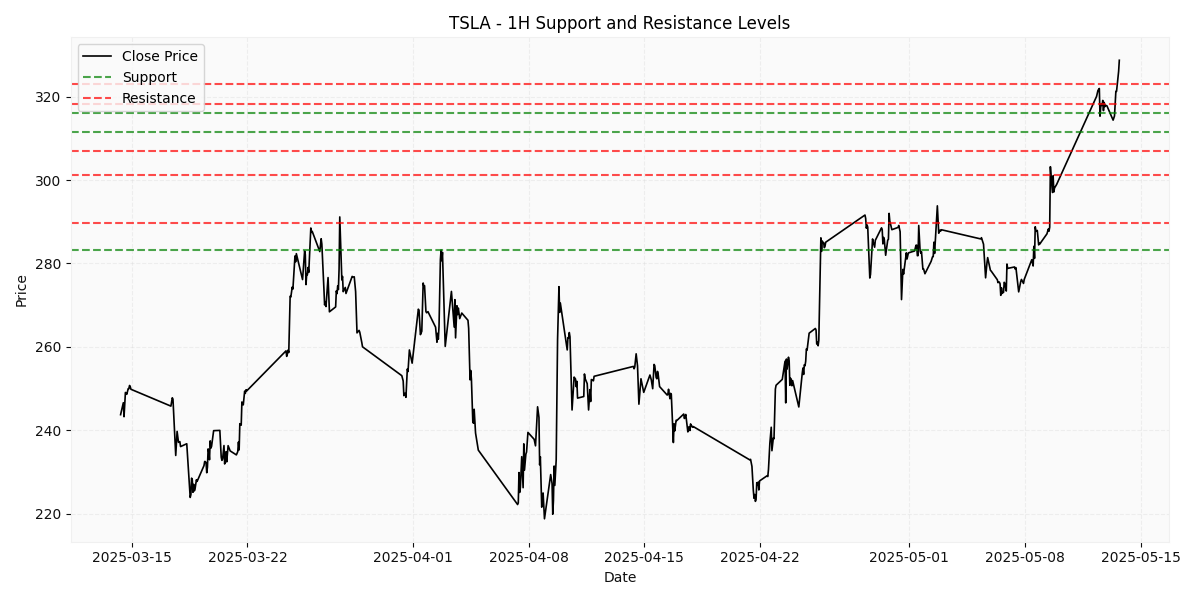 TSLA - 1H Support and Resistance Levels
Close Price
Support
Resistance
Price
320
300
280
260
240
220
2025-03-15 2025-03-22 2025-04-01 2025-04-08 2025-04-15 2025-04-22 2025-05-01 2025-05-08 2025-05-15
Date